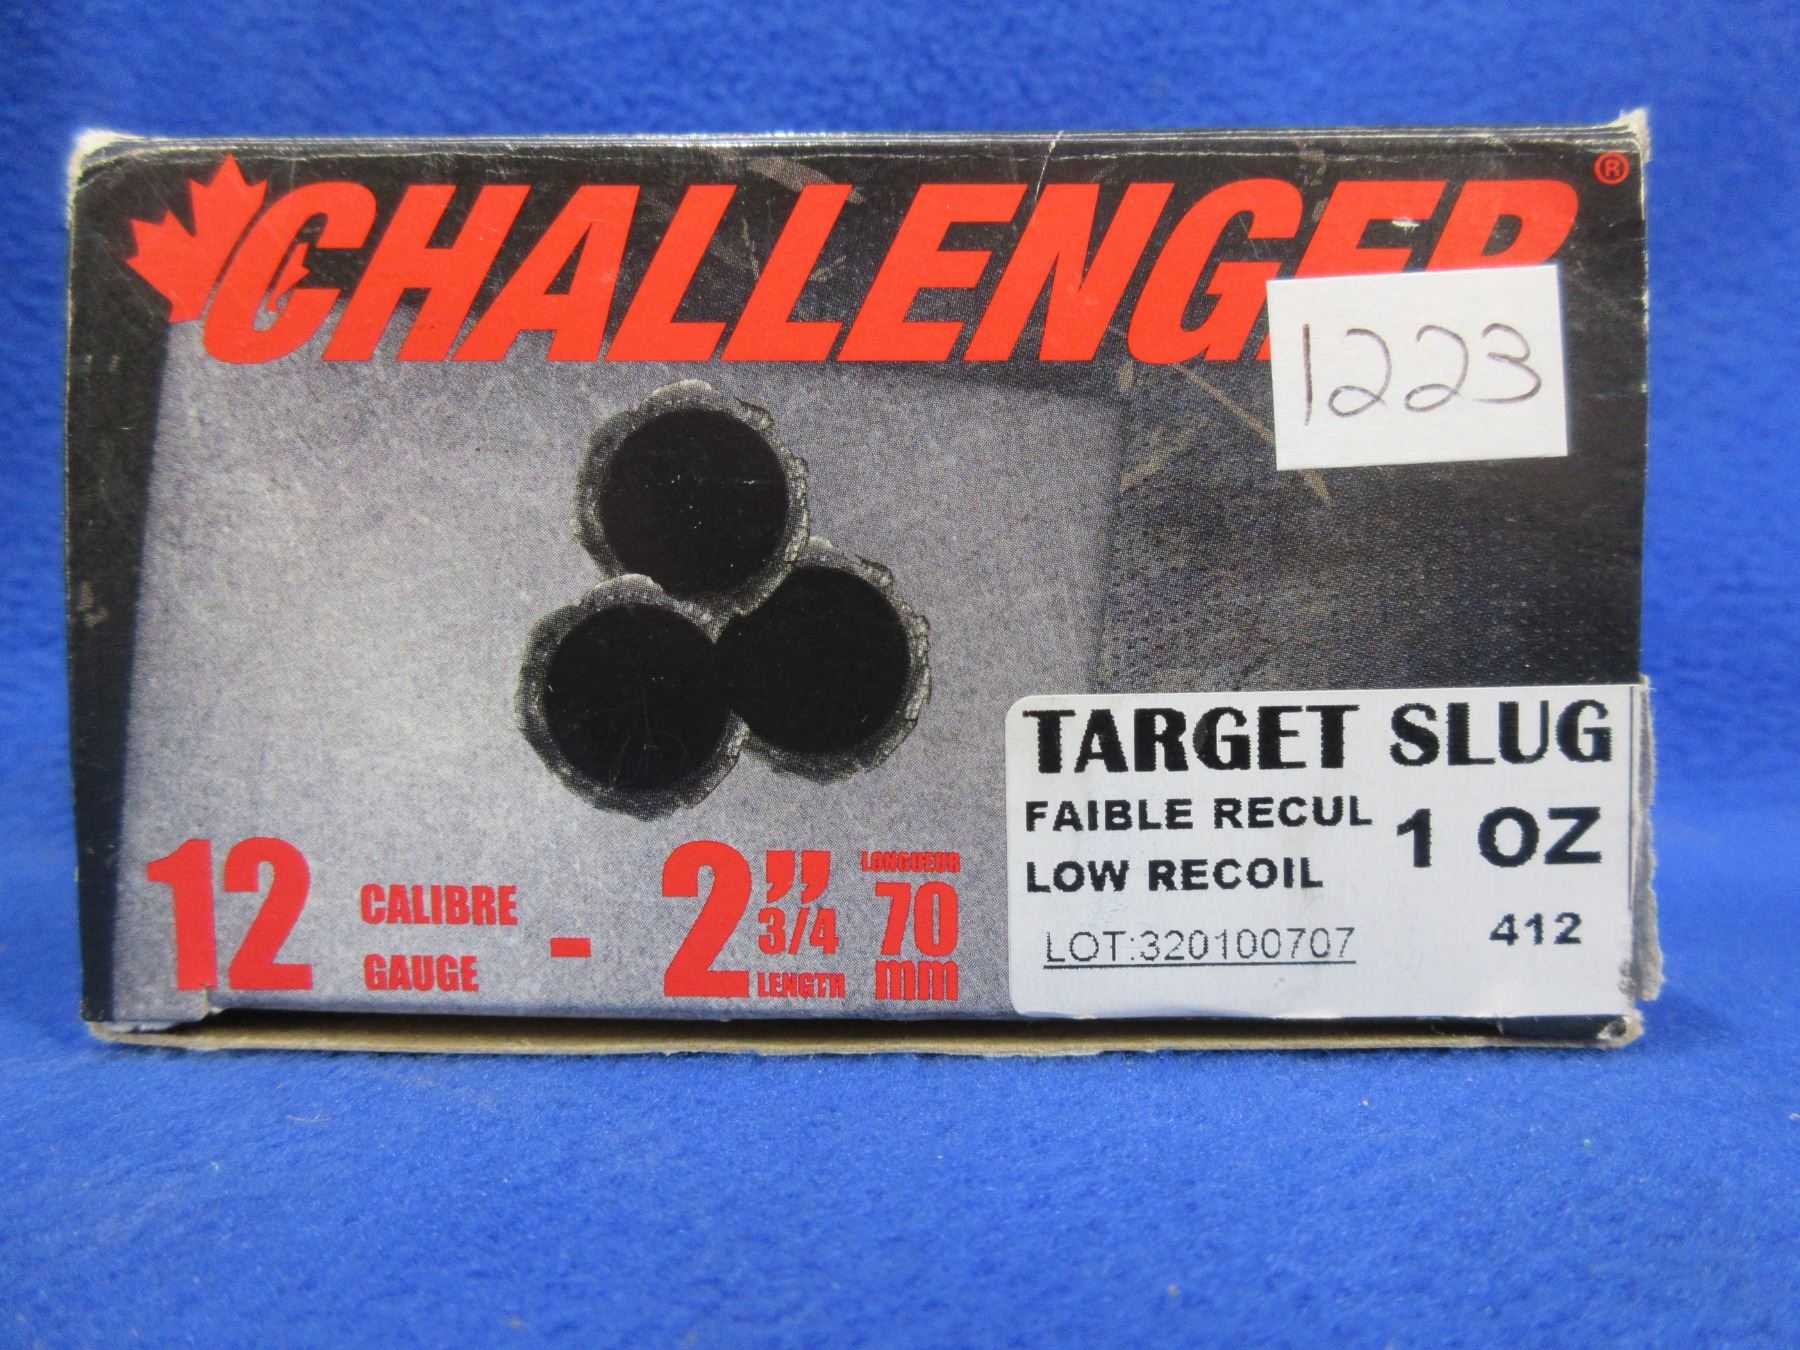 CHALLENGER ®
1223
TARGET SLUG
FAIBLE RECUL
LOW RECOIL
1 OZ
LOT:320100707
412
12 CALIBRE GAUGE - 2" 3/4 LENGTH LONGUEUR 70 mm